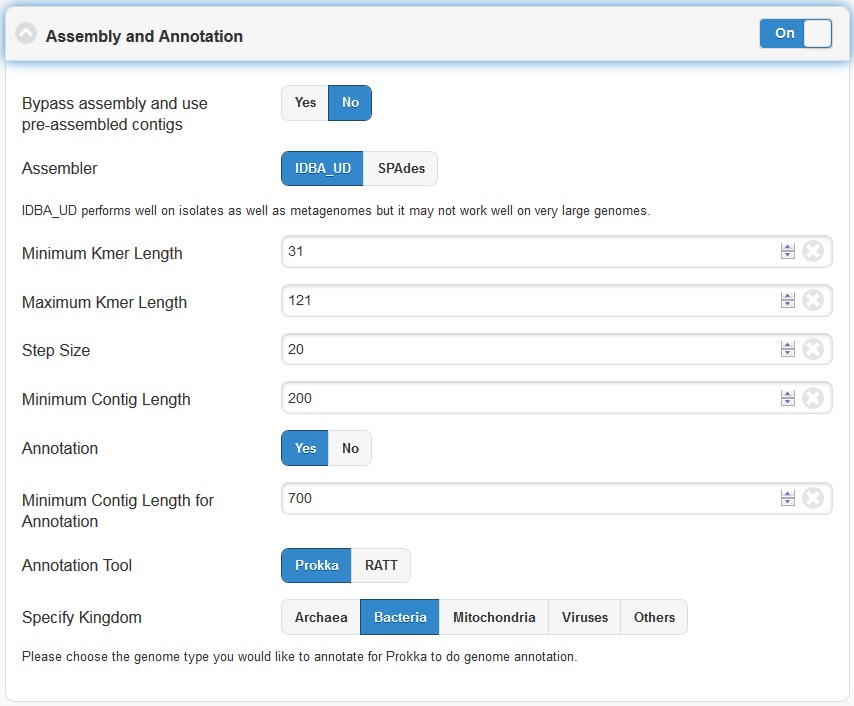 Assembly and Annotation
On
Bypass assembly and use
pre-assembled contigs
Yes No
Assembler
IDBA_UD SPAdes
IDBA_UD performs well on isolates as well as metagenomes but it may not work well on very large genomes.
Minimum Kmer Length
31
Maximum Kmer Length
121
Step Size
20
Minimum Contig Length
200
Annotation
Yes No
Minimum Contig Length for
Annotation
700
Annotation Tool
Prokka RATT
Specify Kingdom
Archaea Bacteria Mitochondria Viruses Others
Please choose the genome type you would like to annotate for Prokka to do genome annotation.